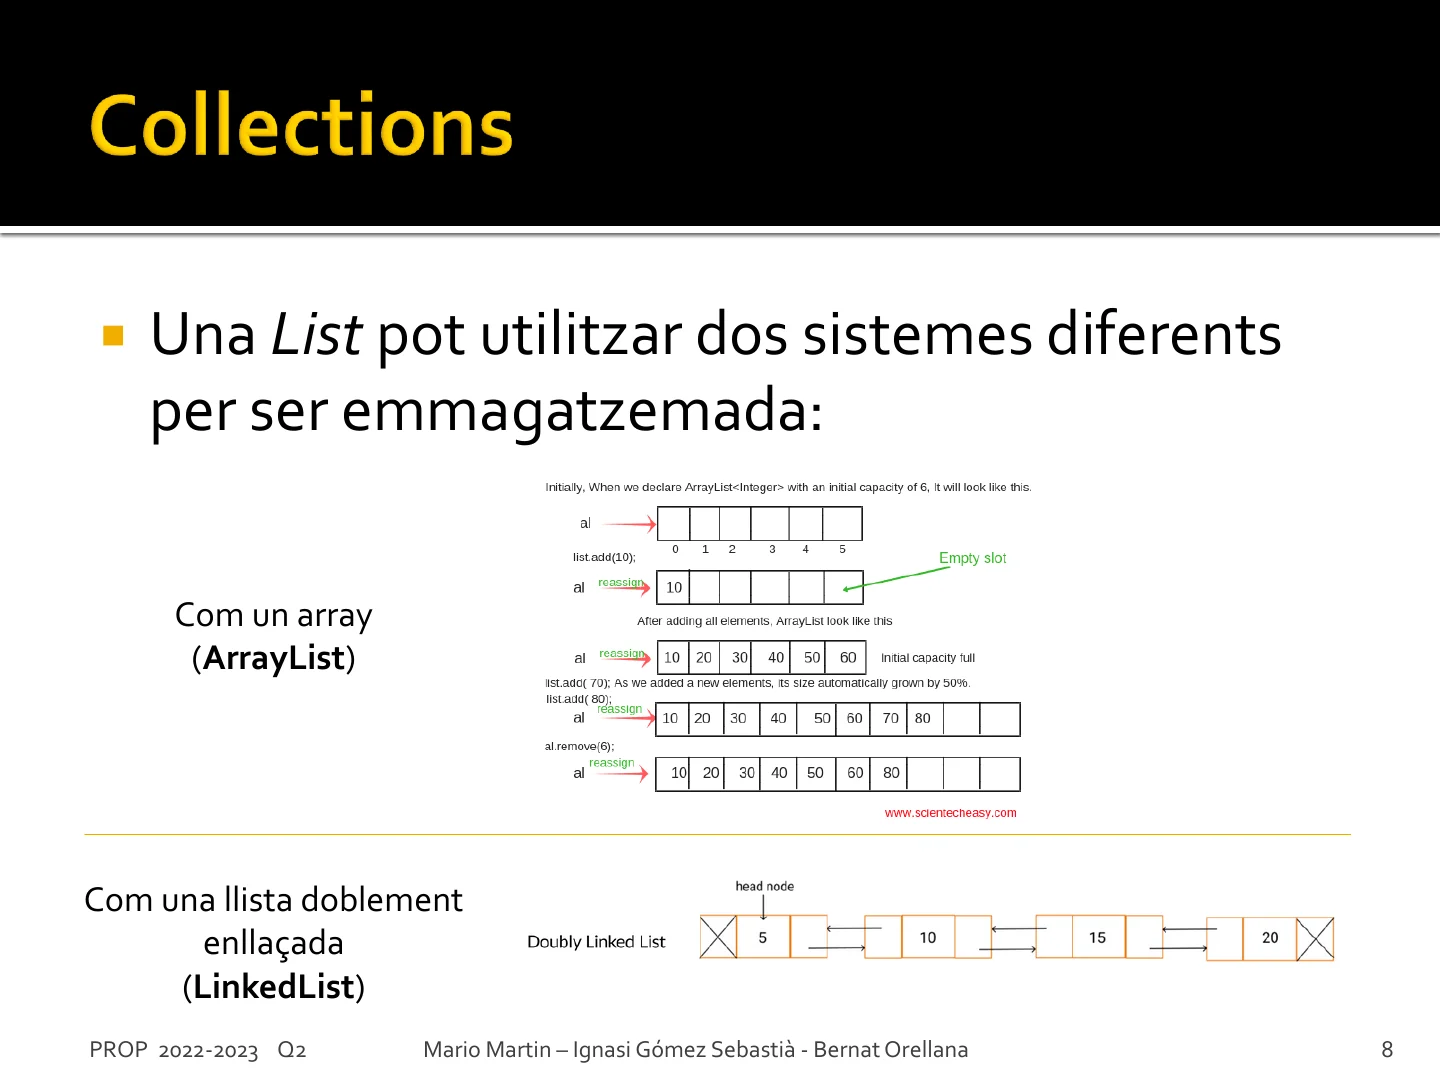 Collections
Una List pot utilitzar dos sistemes diferents
per ser emmagatzemada:
Initially, When we declare ArrayList<Integer> with an initial capacity of 6, It will look like this.
al
0 1 2 3 4 5
list.add(10);
Empty slot
al reassign 10
After adding all elements, ArrayList look like this
al reassign 10 20 30 40 50 60 Initial capacity full
list.add( 70); As we added a new elements, its size automatically grown by 50%.
list.add( 80);
al reassign 10 20 30 40 50 60 70 80
al.remove(6);
al reassign 10 20 30 40 50 60 80
www.scientecheasy.com
Com un array
(ArrayList)
Com una llista doblement
enllaçada
(LinkedList)
head node
Doubly Linked List 5 10 15 20
PROP 2022-2023 Q2 Mario Martin – Ignasi Gómez Sebastià - Bernat Orellana 8